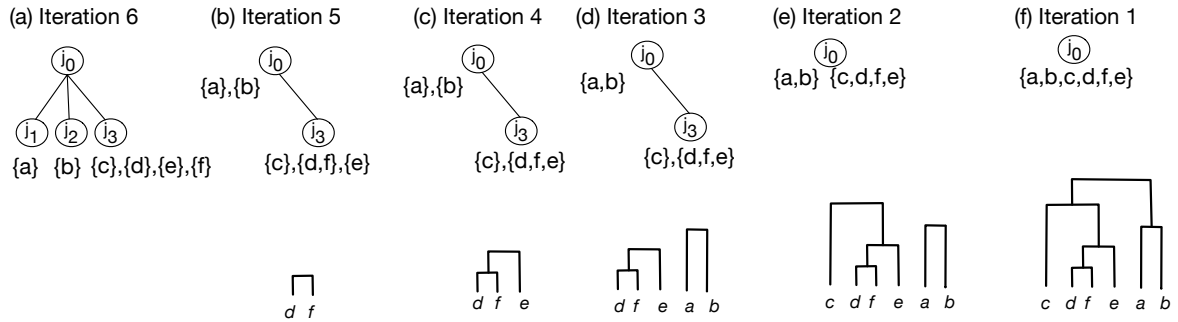 (a) Iteration 6 (b) Iteration 5 (c) Iteration 4 (d) Iteration 3 (e) Iteration 2 (f) Iteration 1
j0 j0 j0 j0 j0 j0
{a},{b} {a},{b} {a,b} {a,b} {c,d,f,e} {a,b,c,d,f,e}
j1 j2 j3 j3 j3 j3
{a} {b} {c},{d},{e},{f} {c},{d,f},{e} {c},{d,f,e} {c},{d,f,e}
d f d f e d f e a b c d f e a b c d f e a b